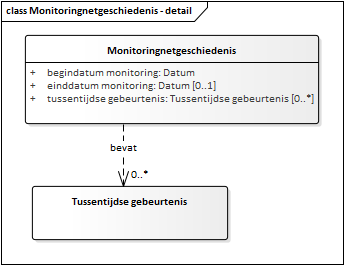 class Monitoringnetgeschiedenis - detail
Monitoringnetgeschiedenis
+ begindatum monitoring: Datum
+ einddatum monitoring: Datum [0..1]
+ tussentijdse gebeurtenis: Tussentijdse gebeurtenis [0..*]
bevat
0..*
Tussentijdse gebeurtenis